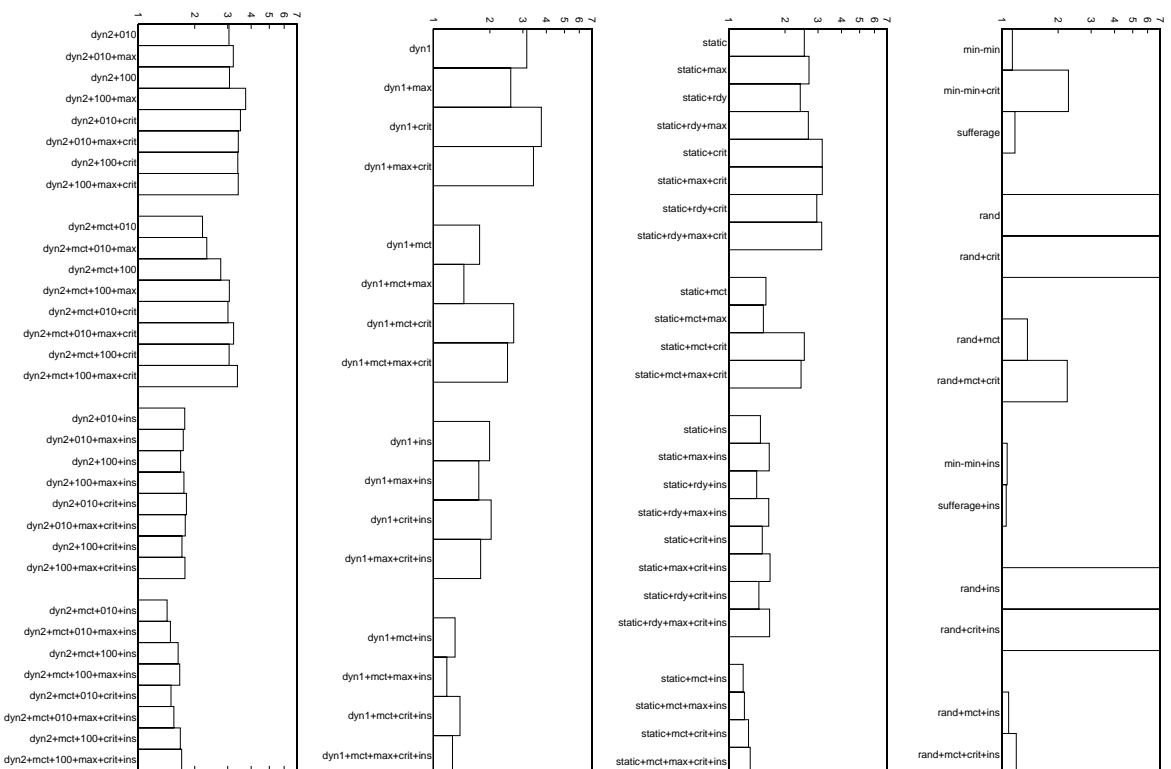 1 2 3 4 5 6 7
dyn2+010
dyn2+010+max
dyn2+100
dyn2+100+max
dyn2+010+crit
dyn2+010+max+crit
dyn2+100+crit
dyn2+100+max+crit
dyn2+mct+010
dyn2+mct+010+max
dyn2+mct+100
dyn2+mct+100+max
dyn2+mct+010+crit
dyn2+mct+010+max+crit
dyn2+mct+100+crit
dyn2+mct+100+max+crit
dyn2+010+ins
dyn2+010+max+ins
dyn2+100+ins
dyn2+100+max+ins
dyn2+010+crit+ins
dyn2+010+max+crit+ins
dyn2+100+crit+ins
dyn2+100+max+crit+ins
dyn2+mct+010+ins
dyn2+mct+010+max+ins
dyn2+mct+100+ins
dyn2+mct+100+max+ins
dyn2+mct+010+crit+ins
dyn2+mct+010+max+crit+ins
dyn2+mct+100+crit+ins
dyn2+mct+100+max+crit+ins
1 2 3 4 5 6 7
dyn1
dyn1+max
dyn1+crit
dyn1+max+crit
dyn1+mct
dyn1+mct+max
dyn1+mct+crit
dyn1+mct+max+crit
dyn1+ins
dyn1+max+ins
dyn1+crit+ins
dyn1+max+crit+ins
dyn1+mct+ins
dyn1+mct+max+ins
dyn1+mct+crit+ins
dyn1+mct+max+crit+ins
1 2 3 4 5 6 7
static
static+max
static+rdy
static+rdy+max
static+crit
static+max+crit
static+rdy+crit
static+rdy+max+crit
static+mct
static+mct+max
static+mct+crit
static+mct+max+crit
static+ins
static+max+ins
static+rdy+ins
static+rdy+max+ins
static+crit+ins
static+max+crit+ins
static+rdy+crit+ins
static+rdy+max+crit+ins
static+mct+ins
static+mct+max+ins
static+mct+crit+ins
static+mct+max+crit+ins
1 2 3 4 5 6 7
min-min
min-min+crit
sufferage
rand
rand+crit
rand+mct
rand+mct+crit
min-min+ins
sufferage+ins
rand+ins
rand+crit+ins
rand+mct+ins
rand+mct+crit+ins